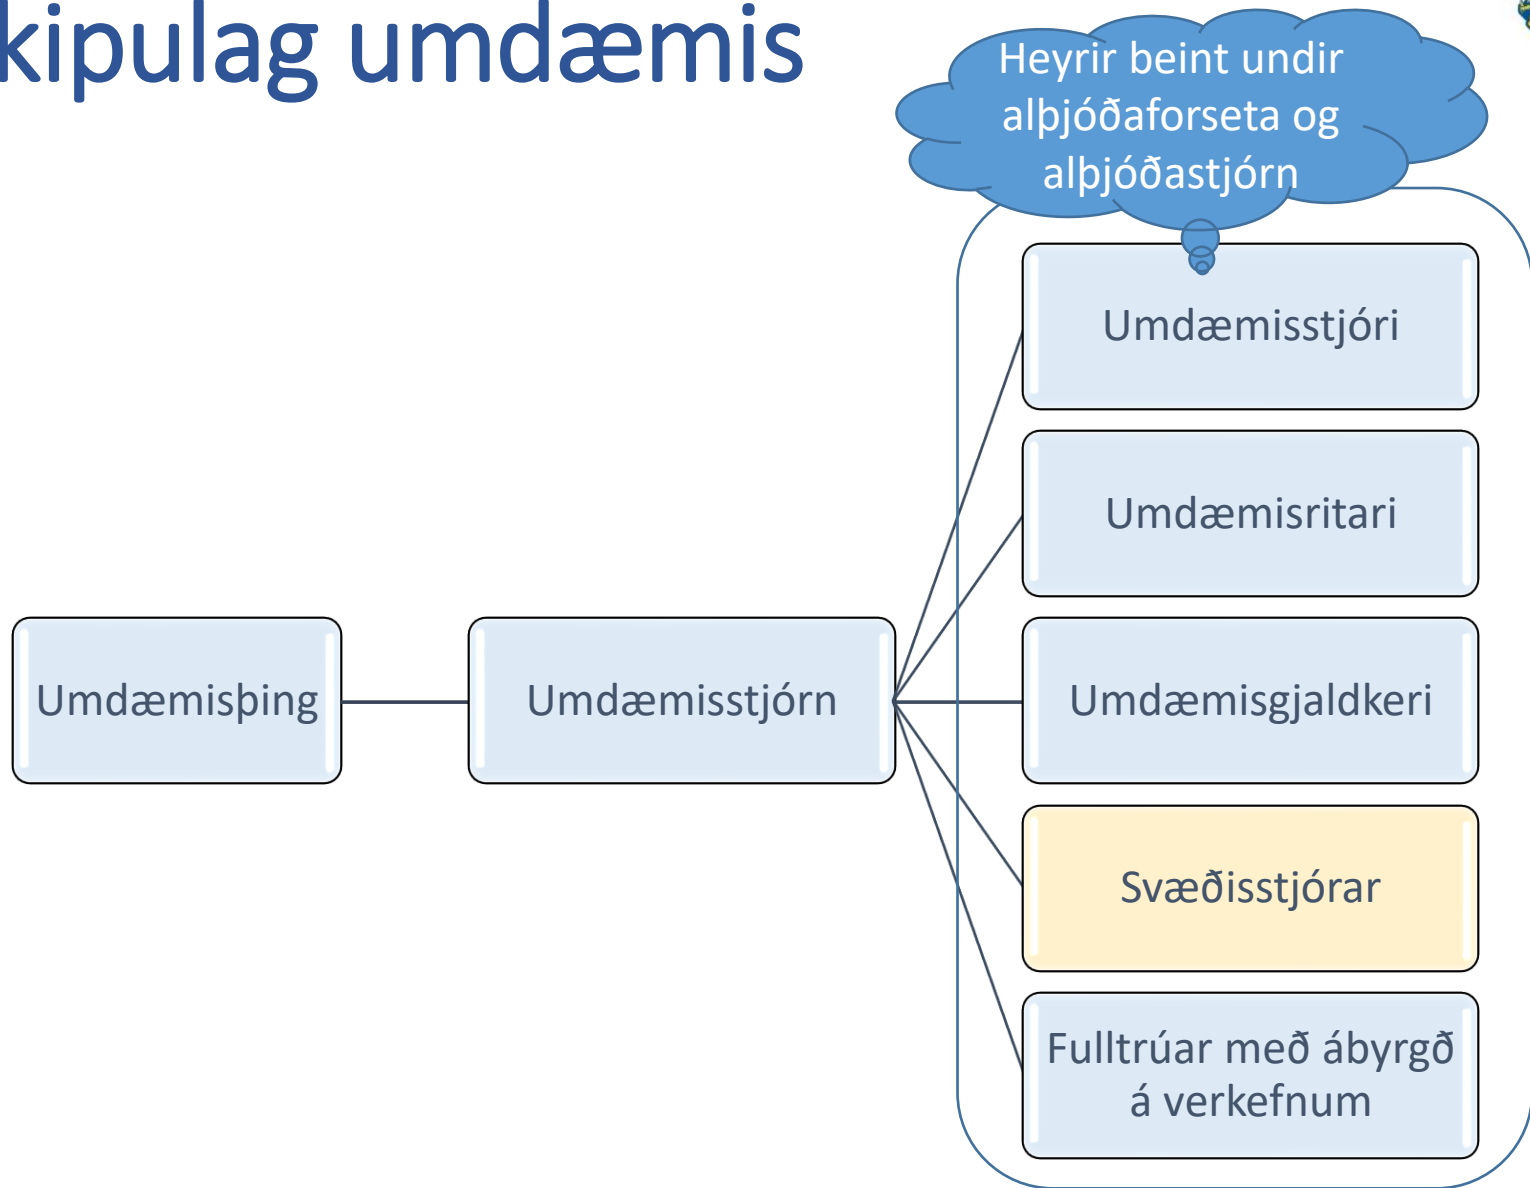 kipulag umdæmis
Heyrir beint undir
alþjóðaforseta og
alþjóðastjórn
Umdæmisstjóri
Umdæmisritari
Umdæmisþing
Umdæmisstjórn
Umdæmisgjaldkeri
Svæðisstjórar
Fulltrúar með ábyrgð
á verkefnum